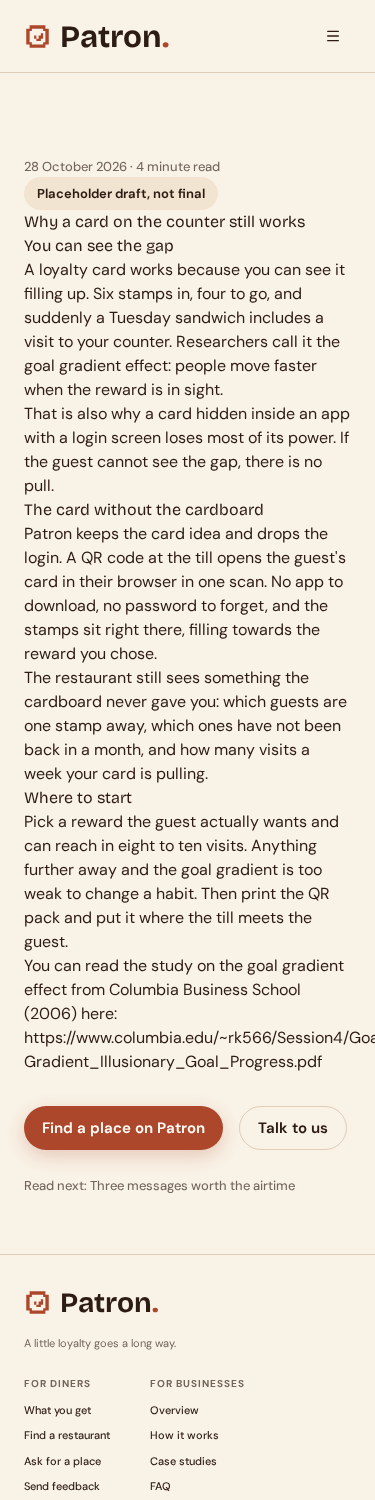 Patron.
28 October 2026 · 4 minute read
Placeholder draft, not final
Why a card on the counter still works
You can see the gap
A loyalty card works because you can see it
filling up. Six stamps in, four to go, and
suddenly a Tuesday sandwich includes a
visit to your counter. Researchers call it the
goal gradient effect: people move faster
when the reward is in sight.
That is also why a card hidden inside an app
with a login screen loses most of its power. If
the guest cannot see the gap, there is no
pull.
The card without the cardboard
Patron keeps the card idea and drops the
login. A QR code at the till opens the guest's
card in their browser in one scan. No app to
download, no password to forget, and the
stamps sit right there, filling towards the
reward you chose.
The restaurant still sees something the
cardboard never gave you: which guests are
one stamp away, which ones have not been
back in a month, and how many visits a
week your card is pulling.
Where to start
Pick a reward the guest actually wants and
can reach in eight to ten visits. Anything
further away and the goal gradient is too
weak to change a habit. Then print the QR
pack and put it where the till meets the
guest.
You can read the study on the goal gradient
effect from Columbia Business School
(2006) here:
https://www.columbia.edu/~rk566/Session4/Goa
Gradient_Illusionary_Goal_Progress.pdf
Find a place on Patron Talk to us
Read next: Three messages worth the airtime
Patron.
A little loyalty goes a long way.
FOR DINERS FOR BUSINESSES
What you get Overview
Find a restaurant How it works
Ask for a place Case studies
Send feedback FAQ